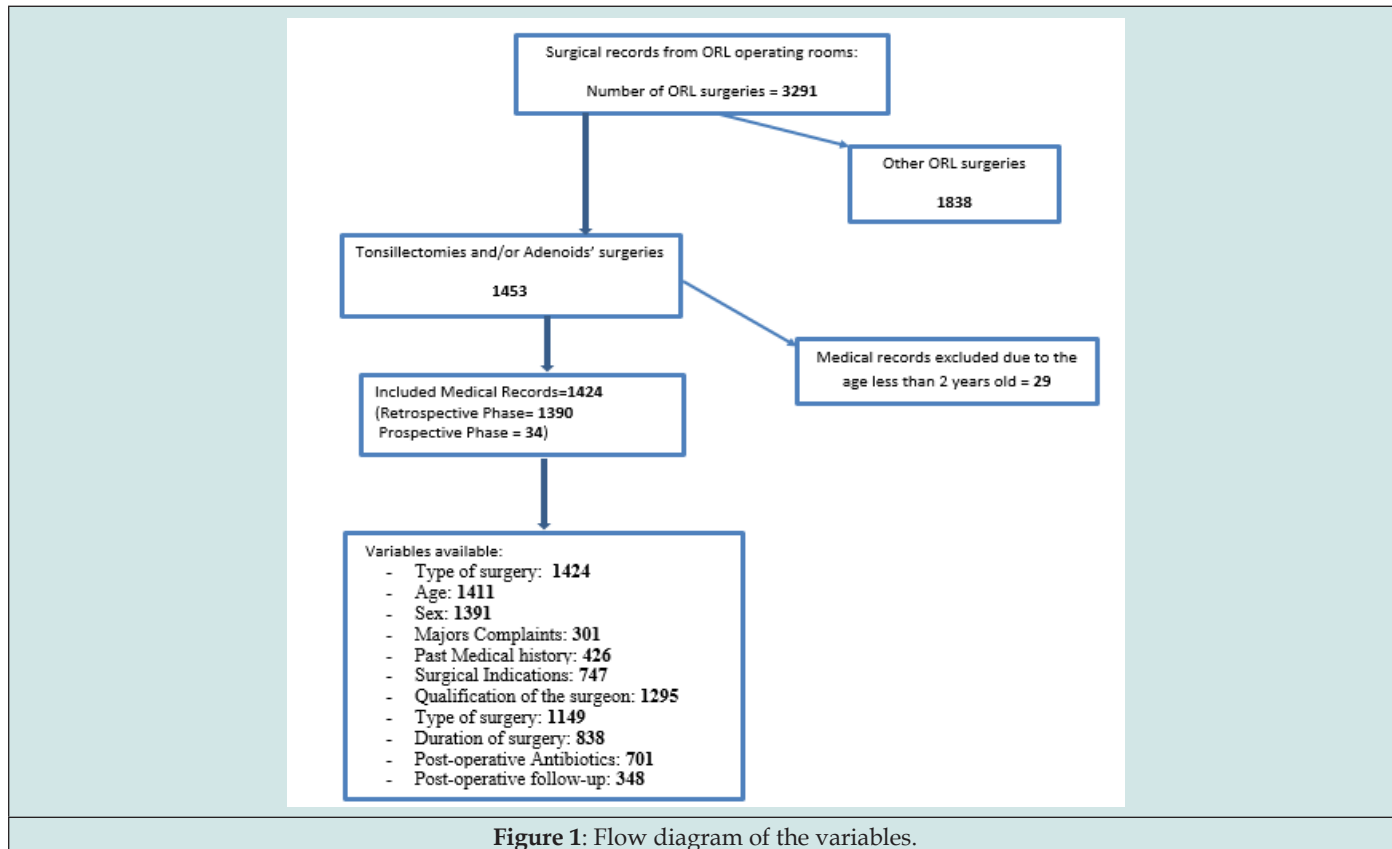 Surgical records from ORL operating rooms:
Number of ORL surgeries = 3291
Other ORL surgeries
1838
Tonsillectomies and/or Adenoids' surgeries
1453
Medical records excluded due to the
age less than 2 years old = 29
Included Medical Records=1424
(Retrospective Phase= 1390
Prospective Phase = 34)
Variables available:
- Type of surgery: 1424
- Age: 1411
- Sex: 1391
- Majors Complaints: 301
- Past Medical history: 426
- Surgical Indications: 747
- Qualification of the surgeon: 1295
- Type of surgery: 1149
- Duration of surgery: 838
- Post-operative Antibiotics: 701
- Post-operative follow-up: 348
Figure 1: Flow diagram of the variables.